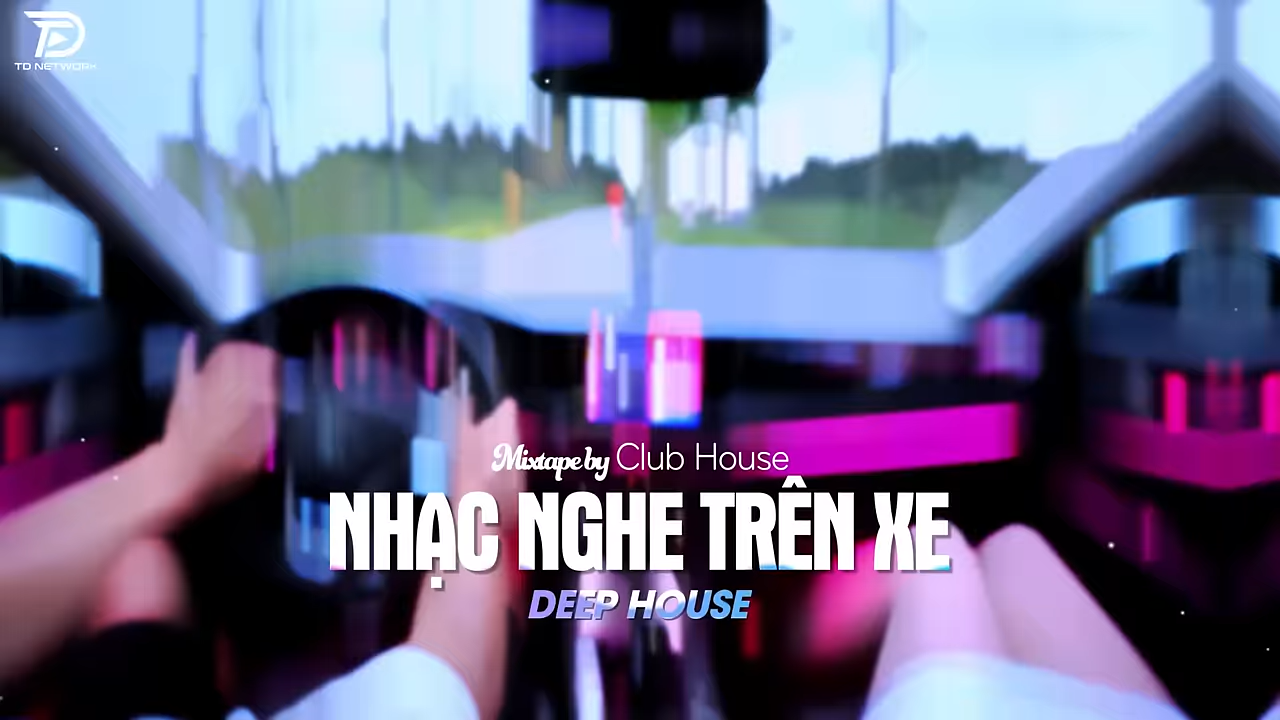 TD NETWORK
Mixtape by Club House
NHẠC NGHE TRÊN XE
DEEP HOUSE